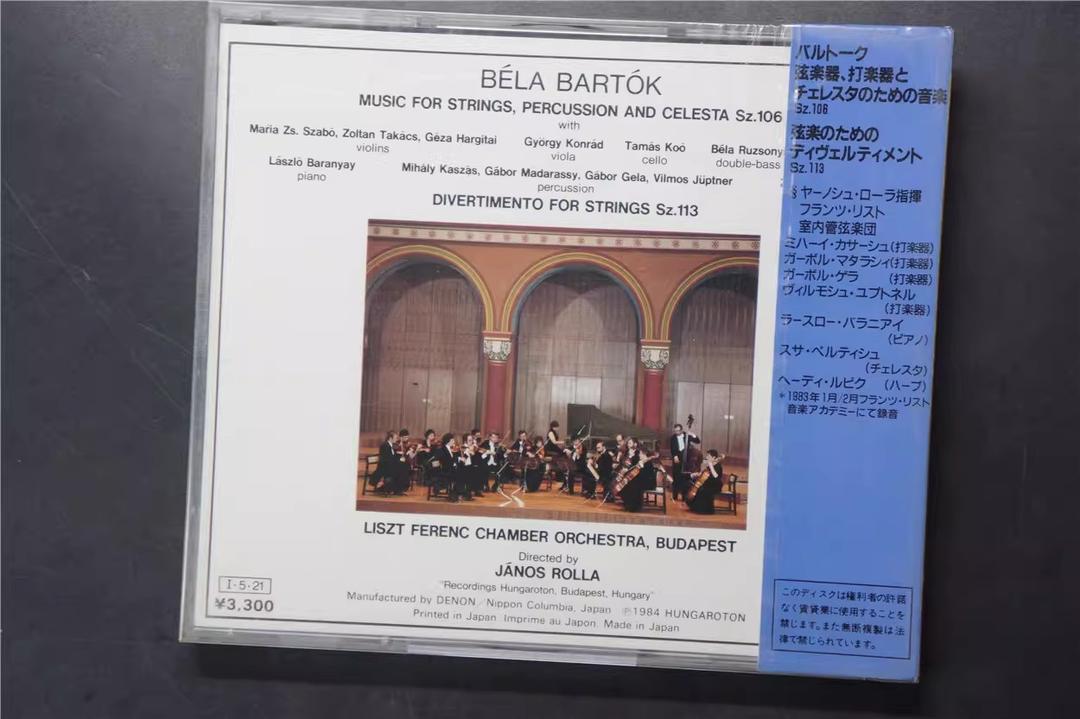 BÉLA BARTÓK
MUSIC FOR STRINGS, PERCUSSION AND CELESTA Sz.106
with
Maria Zs. Szabó, Zoltan Takács, Géza Hargitai
violins
György Konrád
viola
Tamás Koó
cello
Béla Ruzsony
double-bass
László Baranyay
piano
Mihály Kaszás, Gábor Madarassy, Gábor Gela, Vilmos Jüptner
percussion
DIVERTIMENTO FOR STRINGS Sz.113
LISZT FERENC CHAMBER ORCHESTRA, BUDAPEST
Directed by
JÁNOS ROLLA
"Recordings Hungaroton, Budapest, Hungary"
Manufactured by DENON / Nippon Columbia, Japan ℗1984 HUNGAROTON
Printed in Japan. Imprime au Japon. Made in Japan
I・5・21
¥3,300
バルトーク
弦楽器、打楽器と
チェレスタのための音楽
Sz.106
弦楽のための
ディヴェルティメント
Sz.113
ヤーノシュ・ローラ指揮
フランツ・リスト
室内管弦楽団
ミハーイ・カサーシュ(打楽器)
ガーボル・マタラシィ(打楽器)
ガーボル・ゲラ (打楽器)
ヴィルモシュ・ユプトネル
(打楽器)
ラースロー・バラニアイ
(ピアノ)
スサ・ペルティシュ
(チェレスタ)
ヘーディ・ルビク (ハープ)
*1983年1月/2月フランツ・リスト
音楽アカデミーにて録音
このディスクは権利者の許諾
なく賃貸業に使用することを
禁じます。また無断複製は法
律で禁じられています。